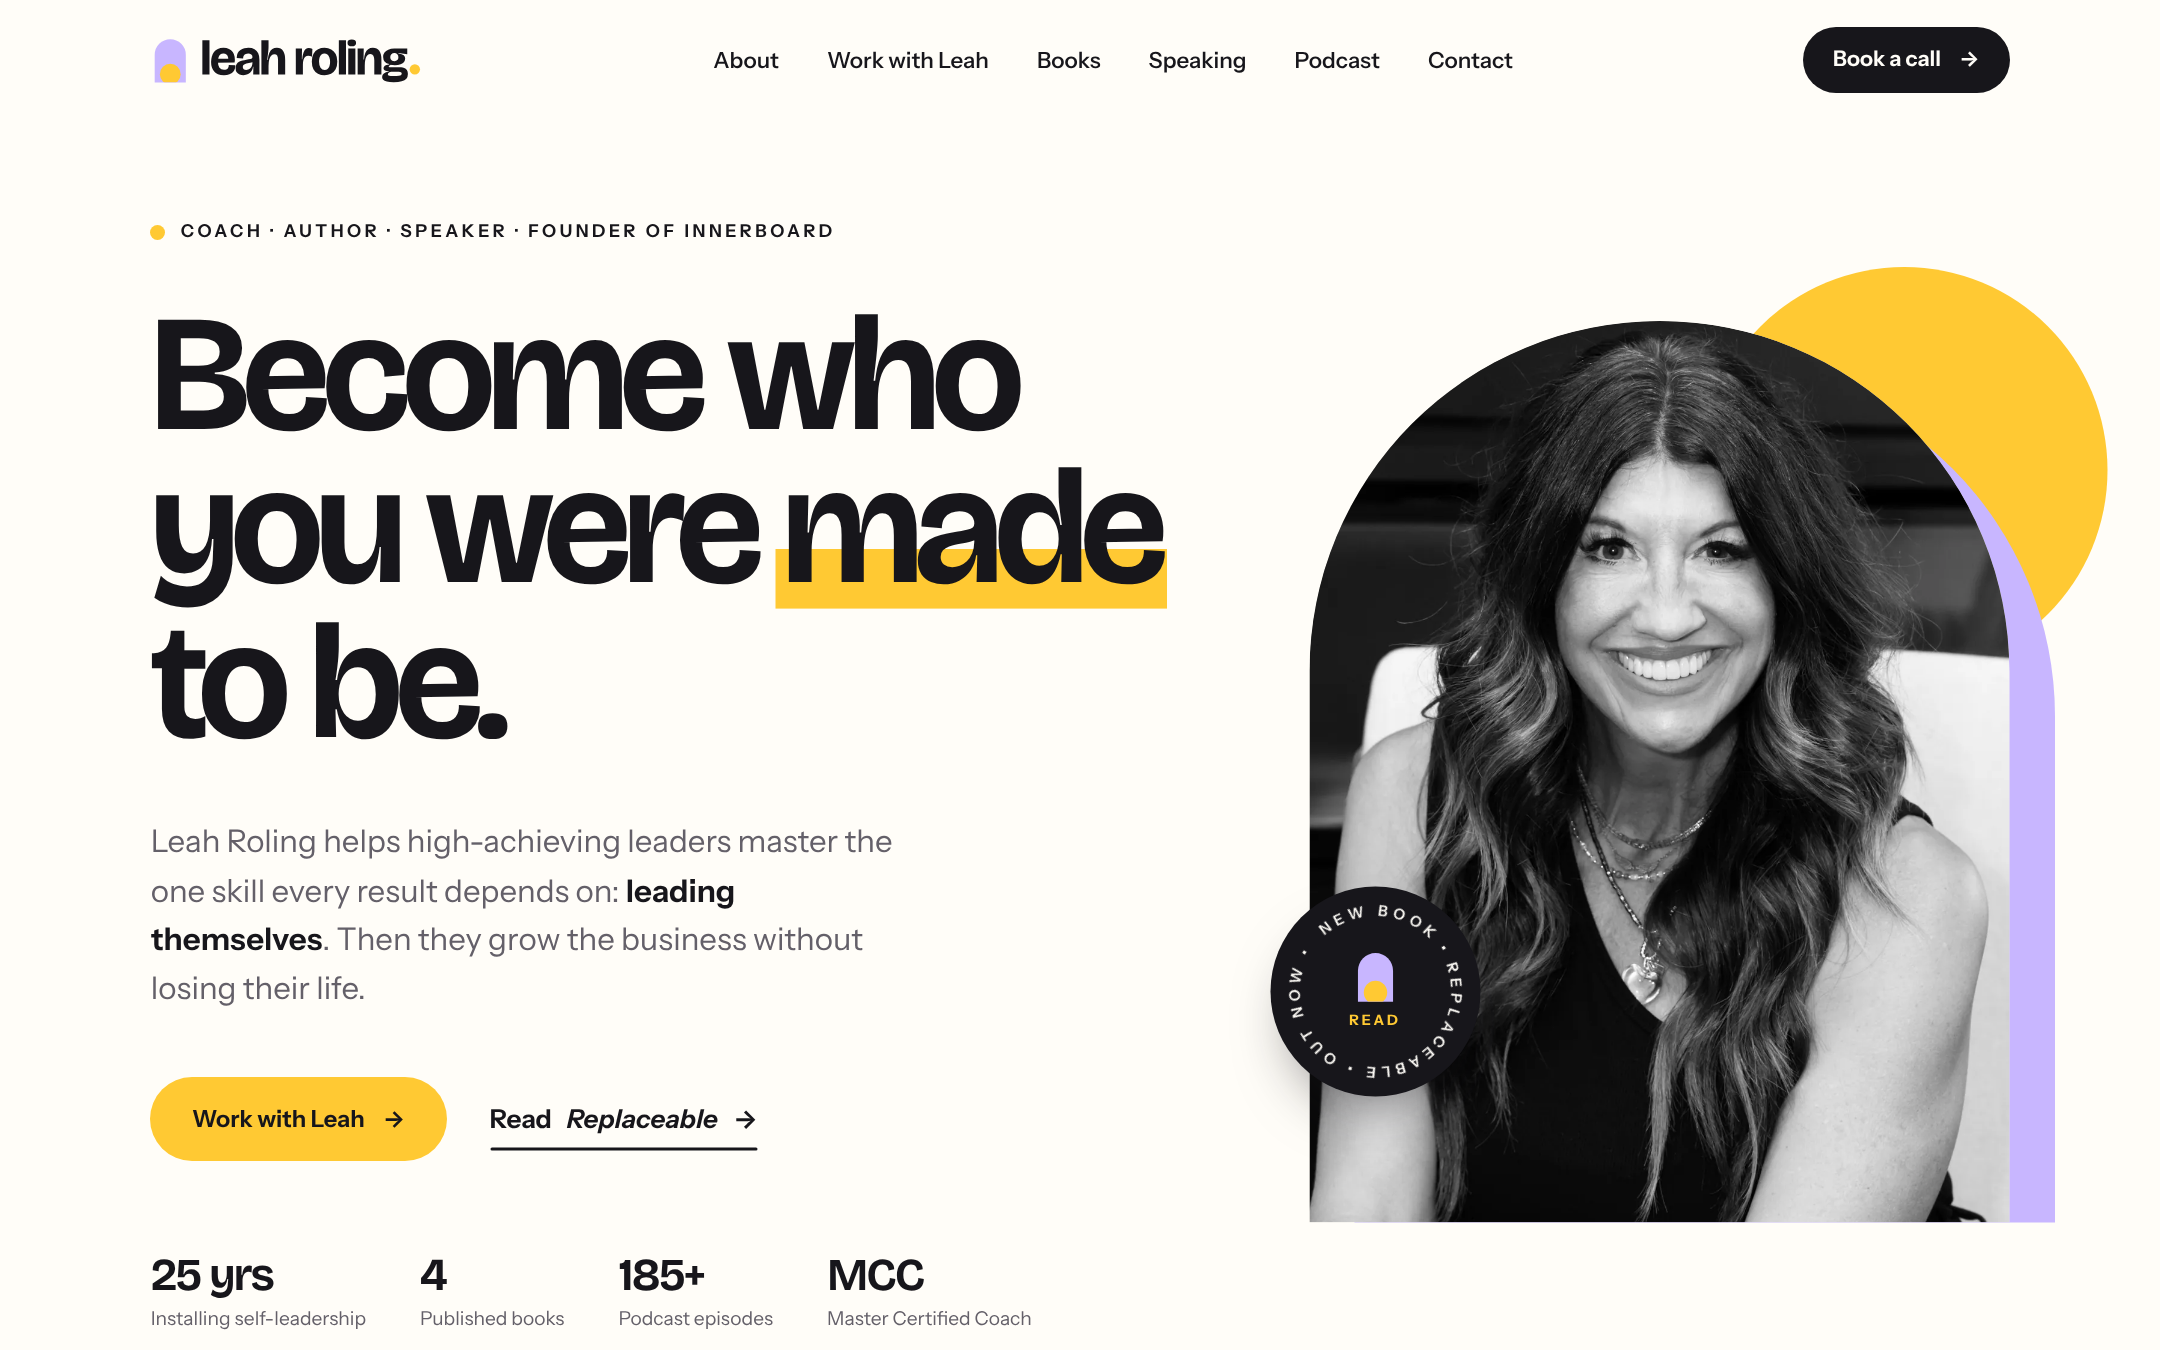 leah roling.
About
Work with Leah
Books
Speaking
Podcast
Contact
Book a call →
COACH · AUTHOR · SPEAKER · FOUNDER OF INNERBOARD
Become who
you were made
to be.
Leah Roling helps high-achieving leaders master the
one skill every result depends on: leading
themselves. Then they grow the business without
losing their life.
Work with Leah →
Read Replaceable →
NEW BOOK · REPLACEABLE · OUT NOW ·
READ
25 yrs
Installing self-leadership
4
Published books
185+
Podcast episodes
MCC
Master Certified Coach